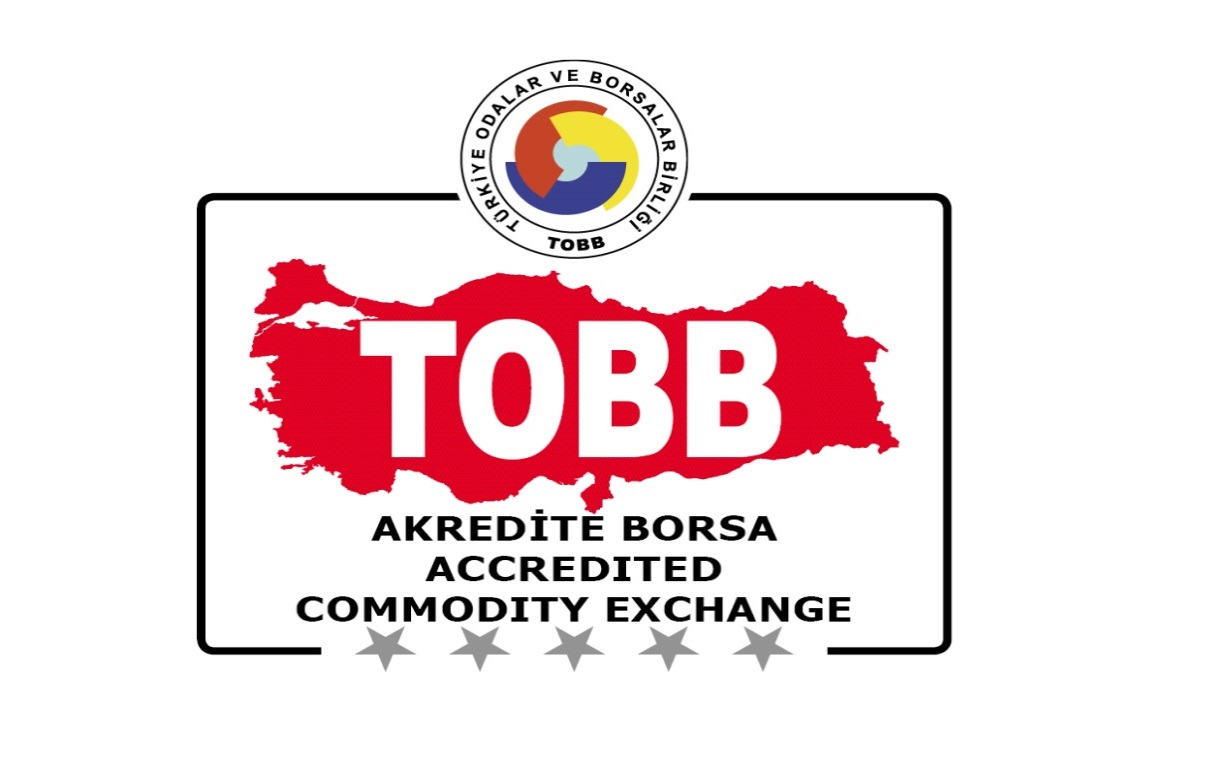 TÜRKİYE ODALAR VE BORSALAR BİRLİĞİ
TOBB
TOBB
AKREDİTE BORSA
ACCREDITED
COMMODITY EXCHANGE